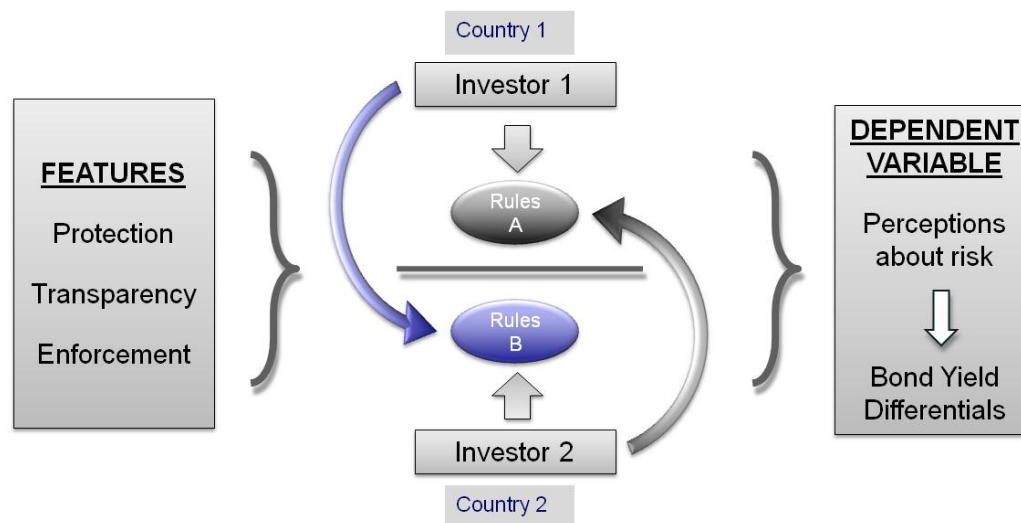 Country 1
Investor 1
FEATURES
Protection
Transparency
Enforcement
Rules
A
Rules
B
Investor 2
Country 2
DEPENDENT
VARIABLE
Perceptions
about risk
Bond Yield
Differentials